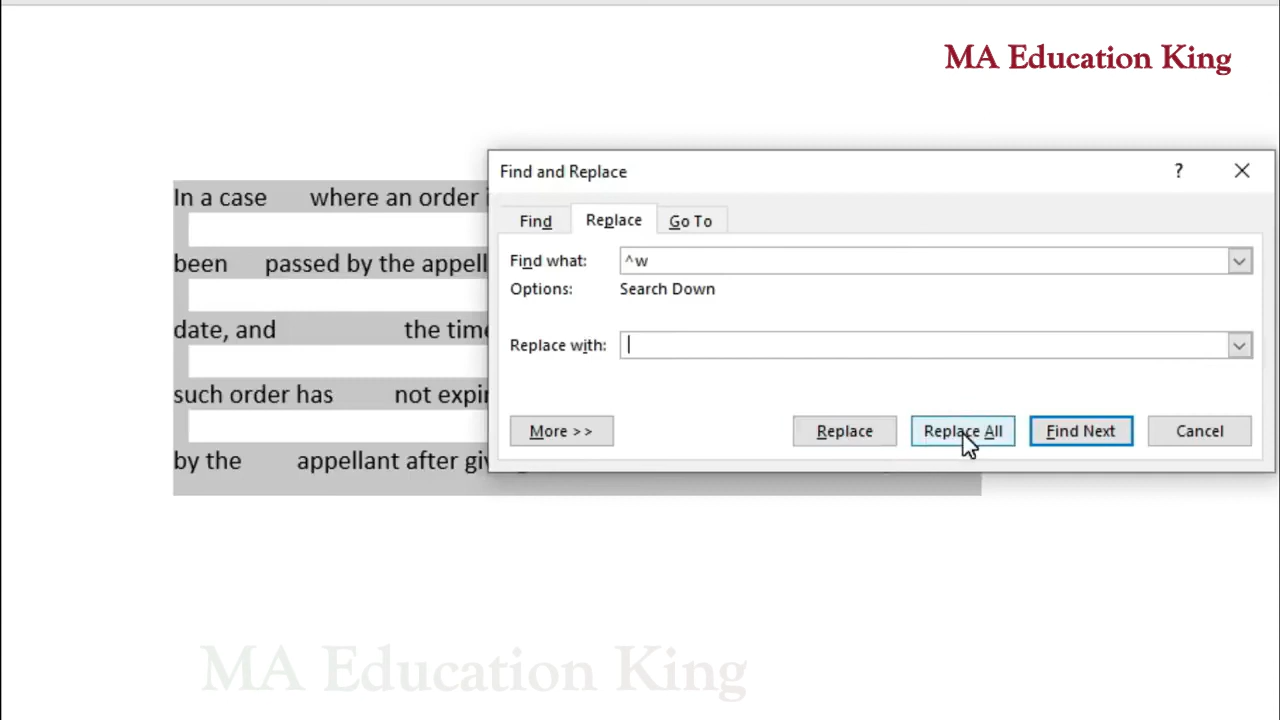 MA Education King
In a case where an order
been passed by the appell
date, and the time
such order has not expir
by the appellant after
Find and Replace
?
Find
Replace
Go To
Find what: ^w
Options: Search Down
Replace with:
More >>
Replace
Replace All
Find Next
Cancel
MA Education King